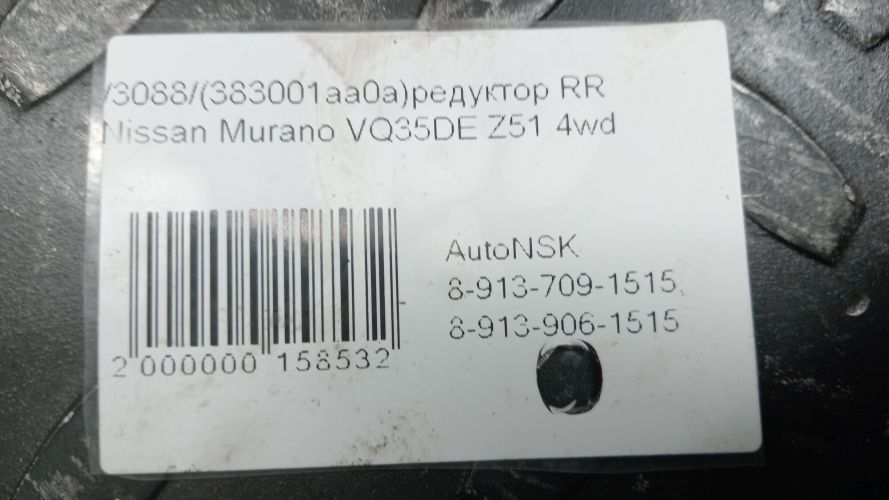 /3088/(383001aa0a)редуктор RR
Nissan Murano VQ35DE Z51 4wd
AutoNSK
8-913-709-1515,
8-913-906-1515
2 000000 158532